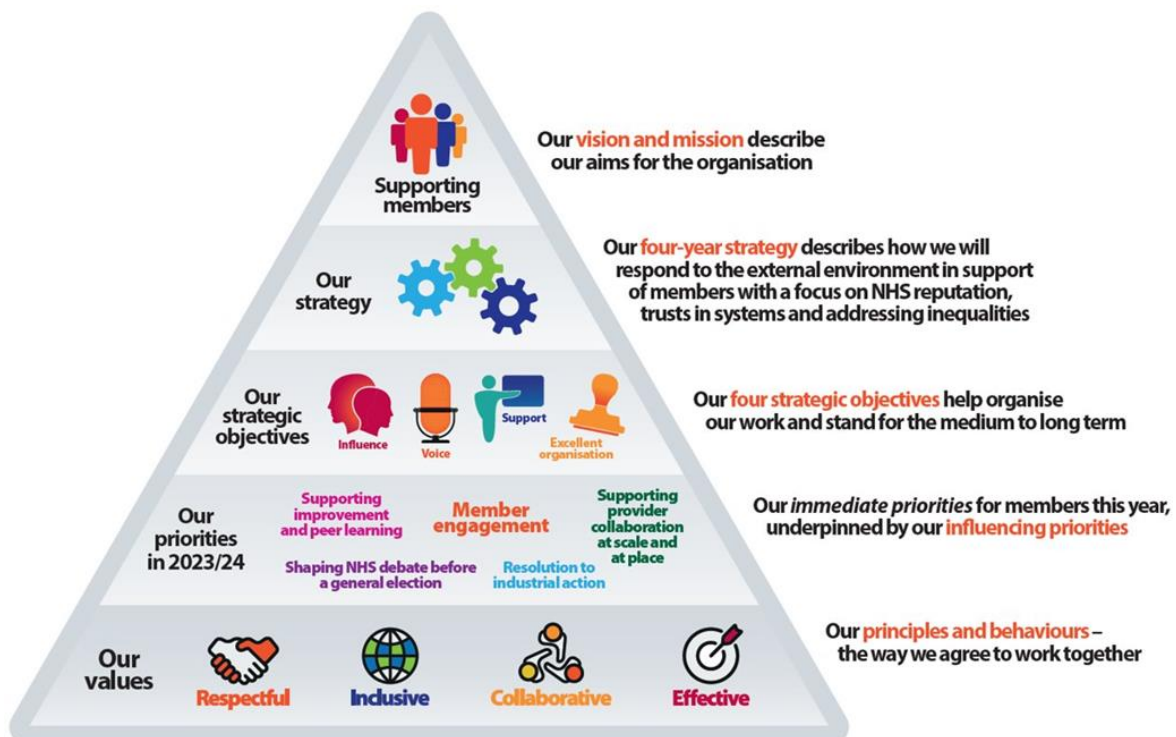 Supporting
members
Our vision and mission describe
our aims for the organisation
Our
strategy
Our four-year strategy describes how we will
respond to the external environment in support
of members with a focus on NHS reputation,
trusts in systems and addressing inequalities
Our
strategic
objectives
Influence
Voice
Support
Excellent
organisation
Our four strategic objectives help organise
our work and stand for the medium to long term
Our
priorities
in 2023/24
Supporting
improvement
and peer learning
Member
engagement
Supporting
provider
collaboration
at scale and
at place
Shaping NHS debate before
a general election
Resolution to
industrial action
Our immediate priorities for members this year,
underpinned by our influencing priorities
Our
values
Respectful
Inclusive
Collaborative
Effective
Our principles and behaviours –
the way we agree to work together